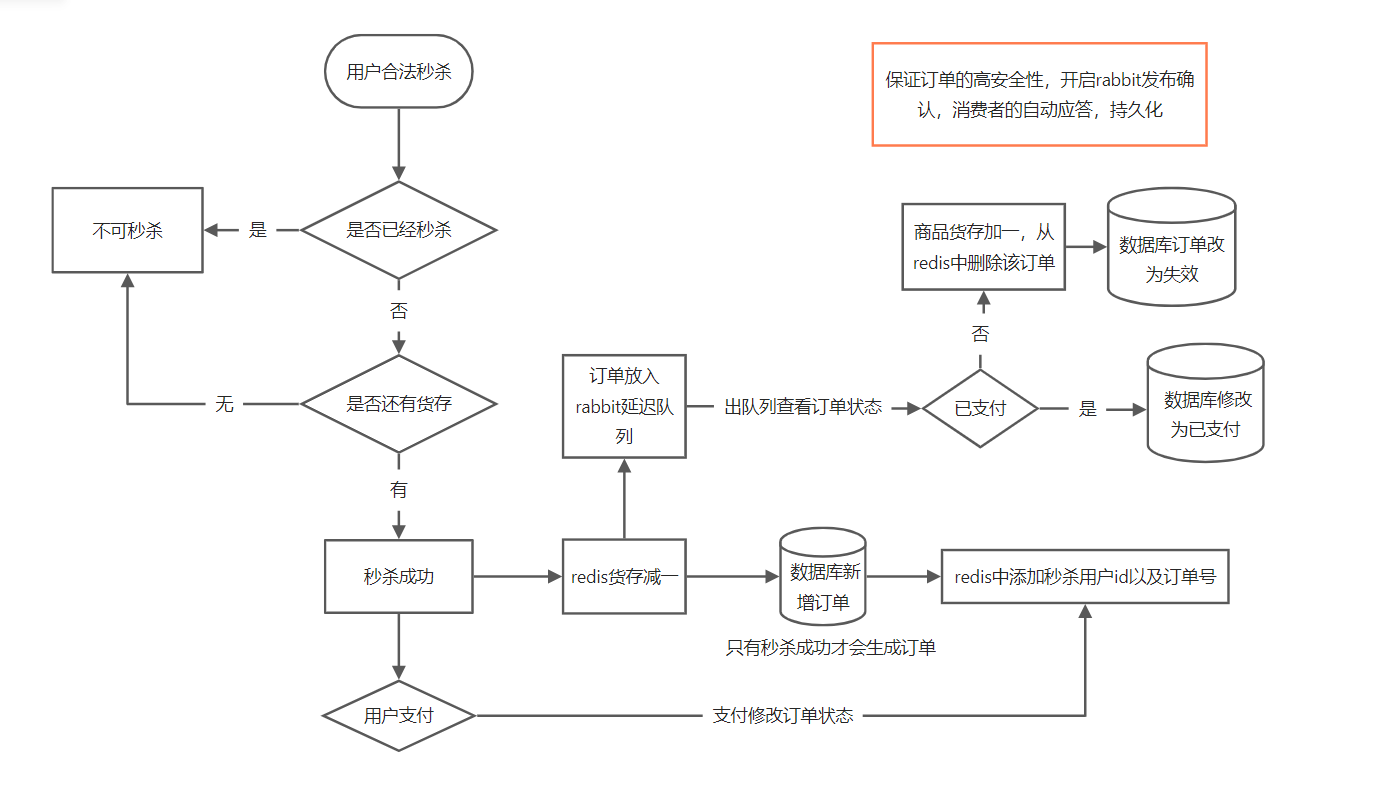 用户合法秒杀
保证订单的高安全性，开启rabbit发布确
认，消费者的自动应答，持久化
不可秒杀
是
是否已经秒杀
商品货存加一，从
redis中删除该订单
数据库订单改
为失效
否
否
订单放入
rabbit延迟队
列
无
是否还有货存
出队列查看订单状态
已支付
是
数据库修改
为已支付
有
秒杀成功
redis货存减一
数据库新
增订单
redis中添加秒杀用户id以及订单号
只有秒杀成功才会生成订单
用户支付
支付修改订单状态